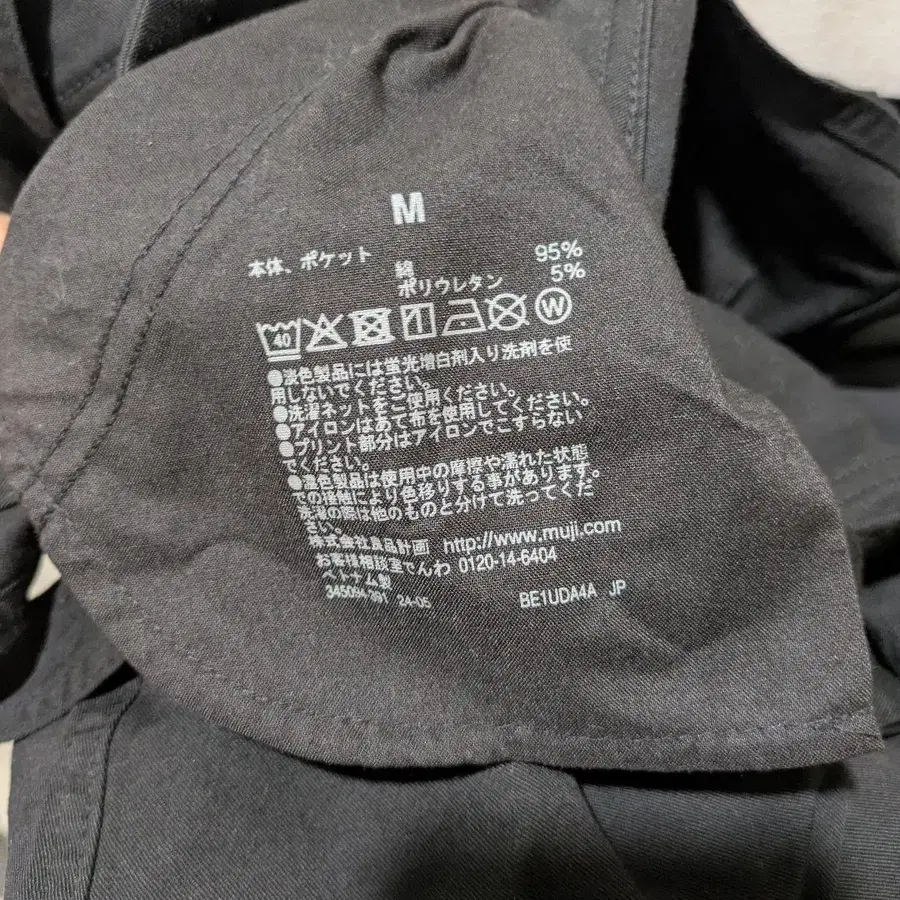 M
本体、ポケット 綿 95%
ポリウレタン 5%
40 W
●淡色製品には蛍光増白剤入り洗剤を使
用しないでください。
●洗濯ネットをご使用ください。
●アイロンはあて布を使用してください。
●プリント部分はアイロンでこすらない
でください。
●濃色製品は使用中の摩擦や濡れた状態
での接触により色移りする事があります。
洗濯の際は他のものと分けて洗ってくだ
さい。
株式会社良品計画 http://www.muji.com
お客様相談室でんわ 0120-14-6404
ベトナム製
345094-391 24-05 BE1UDA4A JP